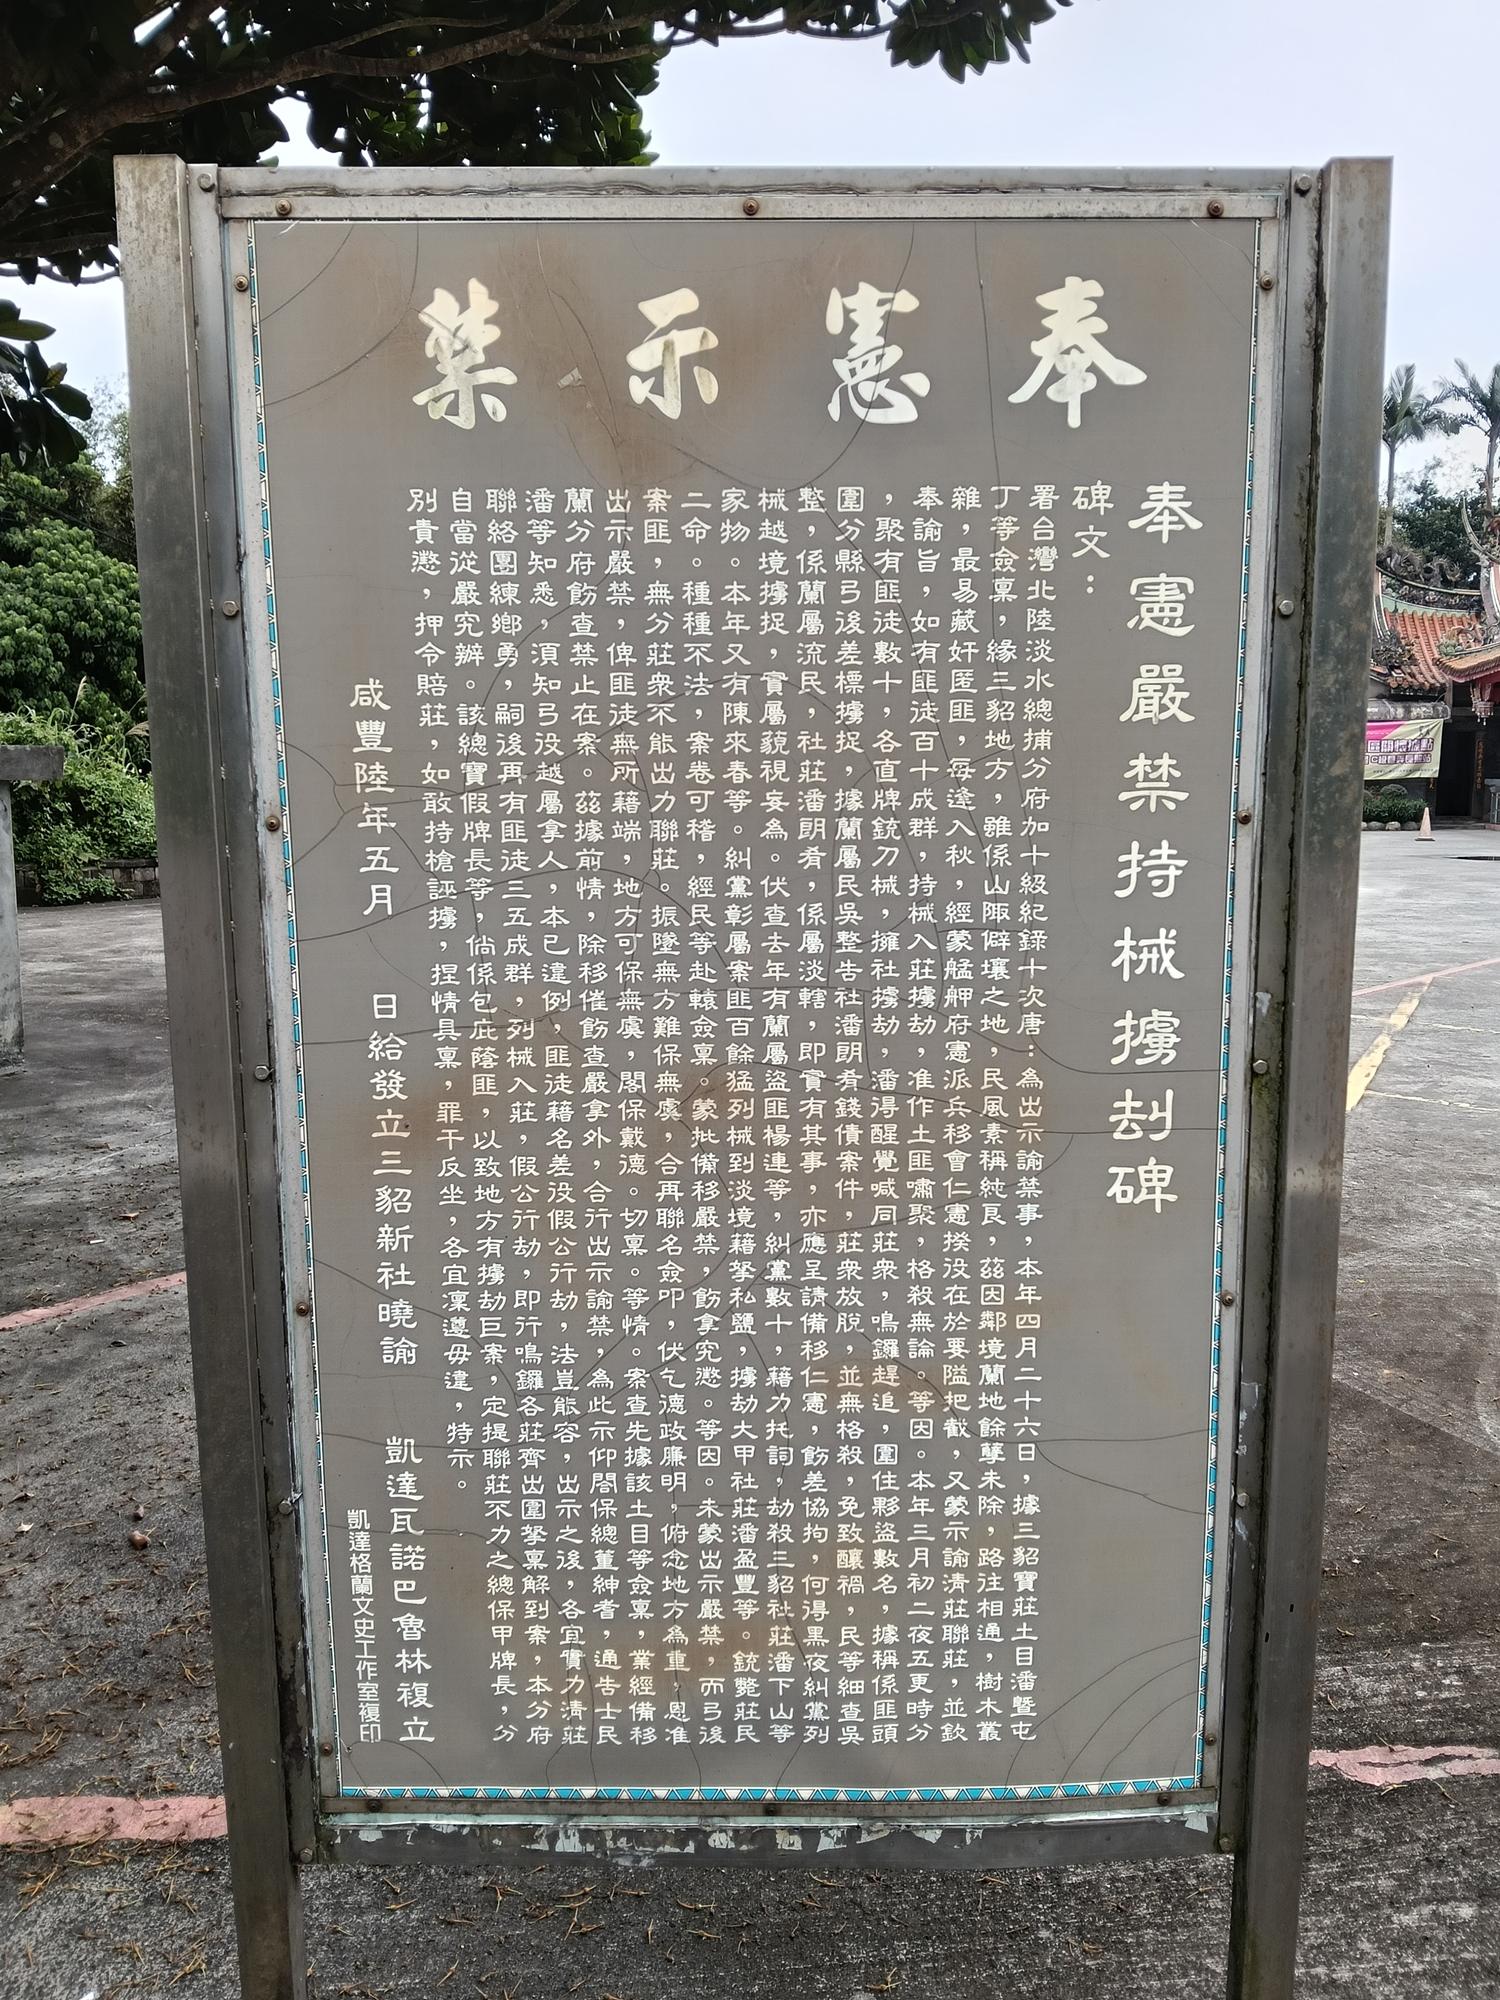 奉憲示禁
奉憲嚴禁持械擄刦碑
碑文：
署台灣北陸淡水總捕分府加十級紀錄十次唐：為出示諭禁事，本年四月二十六日，據三貂寶莊土目潘暨屯
丁等僉稟，緣三貂地方，雖係山陬僻壤之地，民風素稱純良，茲因鄰境蘭地餘孽未除，路往相通，樹木叢
雜，最易藏奸匿匪，每逢入秋，經蒙艋舺府憲派兵移會仁憲揆役在於要隘把截，又蒙示諭清莊聯莊，並欽
奉諭旨，如有匪徒百十成群，持械入莊擄劫，准作土匪嘯聚，格殺無論。等因。本年三月初二夜五更時分
，聚有匪徒數十，各直牌銃刀械，擁社擄劫，潘得醒覺喊同莊衆，鳴鑼趕追，圍住夥盜數名，據稱係匪頭
圍分縣弓後差標擄捉，據蘭屬民吳整告社潘朗肴錢債案件，莊衆放脫，並無格殺，免致釀禍，民等細查吳
整，係蘭屬流民，社莊潘朗肴，係屬淡轄，即實有其事，亦應呈請備移仁憲，飭差協拘，何得黑夜糾黨列
械越境擄捉，實屬藐視妄為。伏查去年有蘭屬盜匪楊連等，糾黨數十，藉力托詞，劫殺三貂社莊潘下山等
家物。本年又有陳來春等。糾黨彰屬案匪百餘猛列械到淡境藉拏私鹽，擄劫大甲社莊潘盈豐等。銃斃莊民
二命。種種不法，案卷可稽，經民等赴轅僉稟。蒙批備移嚴禁，飭拿究懲。等因。未蒙出示嚴禁，而弓後
案匪，無分莊衆不能出力聯莊。振墜無方難保無虞，合再聯名僉叩，伏乞德政廉明，俯念地方為重，恩准
出示嚴禁，俾匪徒無所藉端，地方可保無虞，閤保戴德。切稟。等情。案查先據該土目等僉稟，業經備移
蘭分府飭查禁止在案。茲據前情，除移催飭查嚴拿外，合行出示諭禁，為此示仰閤保總董紳耆，通告士民
潘等知悉，須知弓役越屬拿人，本已違例，匪徒藉名差役假公行劫，法豈能容，出示之後，各宜實力清莊
聯絡團練鄉勇，嗣後再有匪徒三五成群，列械入莊，假公行劫，即行鳴鑼各莊齊出圍拏稟解到案，本分府
自當從嚴究辦。該總寶假牌長等，倘係包庇蔭匪，以致地方有擄劫巨案，定提聯莊不力之總保甲牌長，分
別責懲，押令賠莊，如敢持槍誣擄，捏情具稟，罪干反坐，各宜凜遵毋違，特示。
咸豐陸年五月　日給發立三貂新社曉諭　凱達瓦諾巴魯林複立
凱達格蘭文史工作室複印